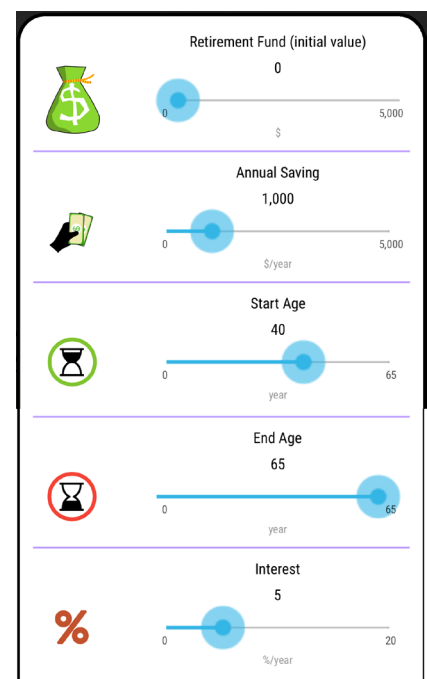 Retirement Fund (initial value)
0
0 5,000
$
Annual Saving
1,000
0 5,000
$/year
Start Age
40
0 65
year
End Age
65
0 65
year
Interest
5
0 20
%/year